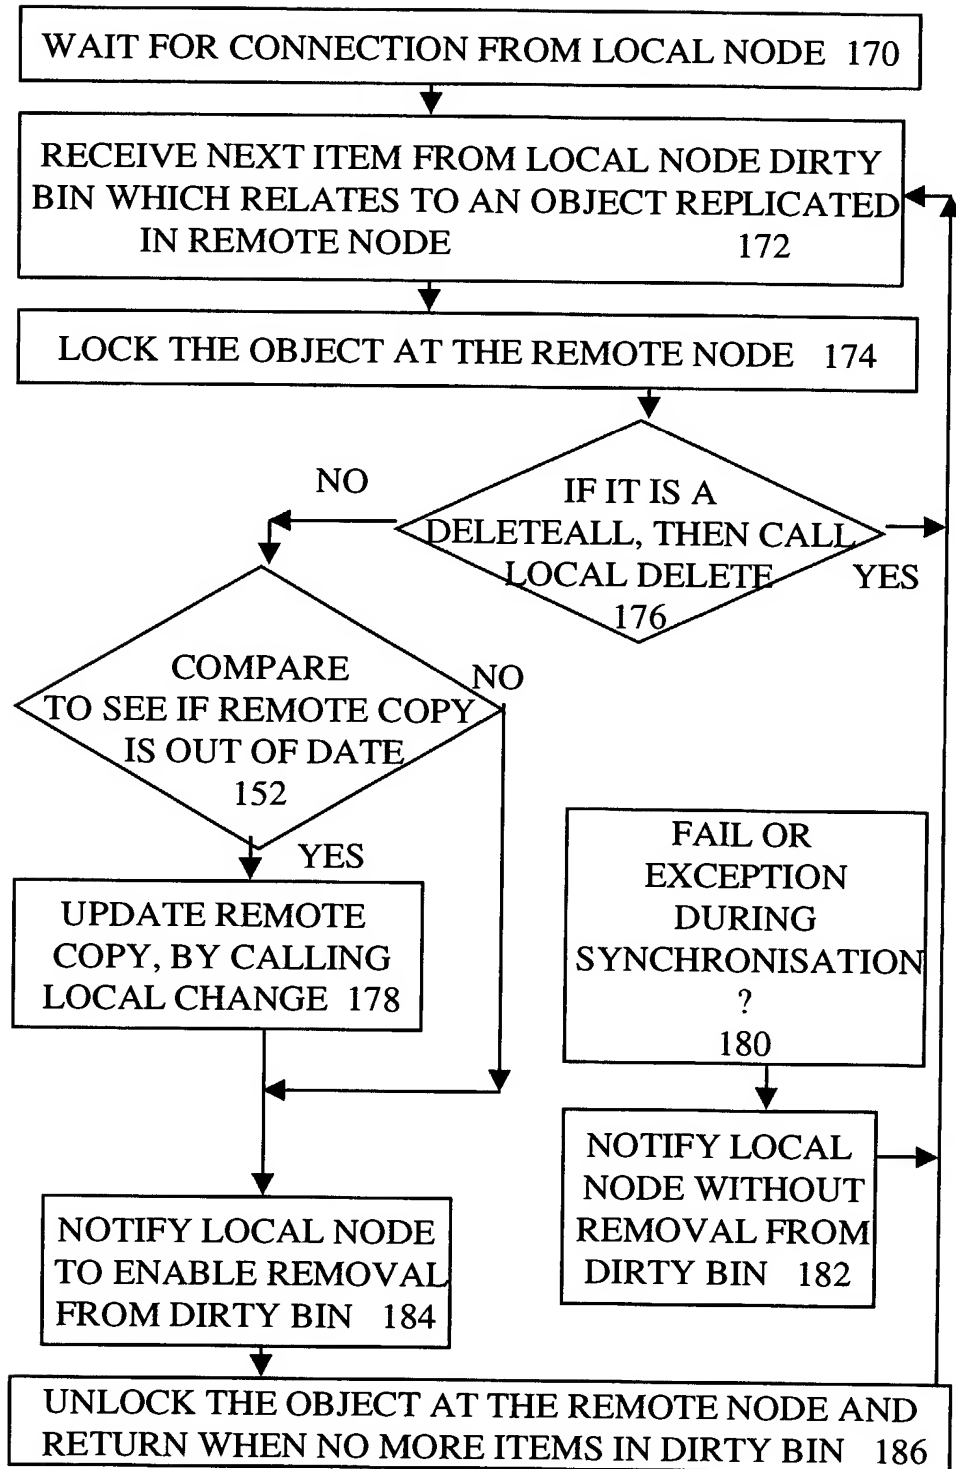 WAIT FOR CONNECTION FROM LOCAL NODE 170
RECEIVE NEXT ITEM FROM LOCAL NODE DIRTY
BIN WHICH RELATES TO AN OBJECT REPLICATED
IN REMOTE NODE 172
LOCK THE OBJECT AT THE REMOTE NODE 174
NO
IF IT IS A
DELETEALL, THEN CALL
LOCAL DELETE
176
YES
COMPARE
TO SEE IF REMOTE COPY
IS OUT OF DATE
152
NO
YES
UPDATE REMOTE
COPY, BY CALLING
LOCAL CHANGE 178
FAIL OR
EXCEPTION
DURING
SYNCHRONISATION
?
180
NOTIFY LOCAL
NODE WITHOUT
REMOVAL FROM
DIRTY BIN 182
NOTIFY LOCAL NODE
TO ENABLE REMOVAL
FROM DIRTY BIN 184
UNLOCK THE OBJECT AT THE REMOTE NODE AND
RETURN WHEN NO MORE ITEMS IN DIRTY BIN 186